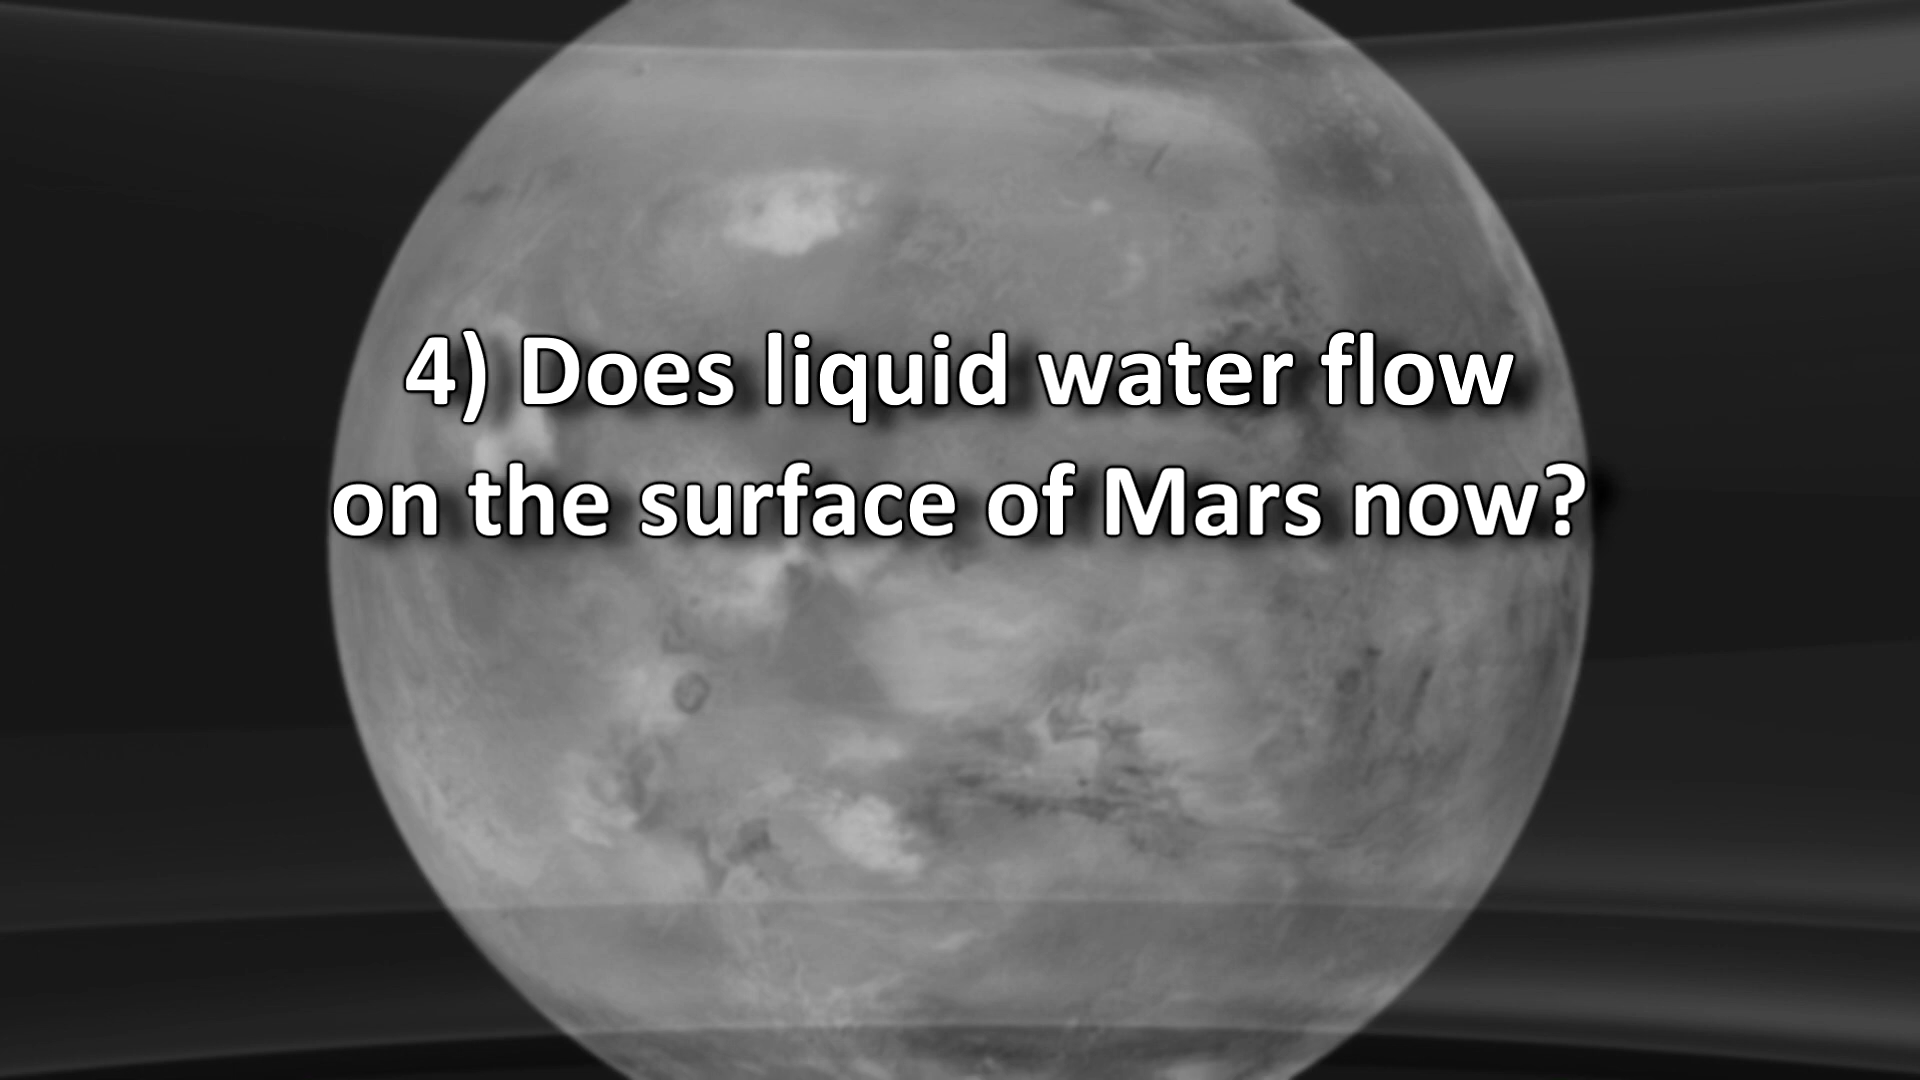 4) Does liquid water flow
on the surface of Mars now?